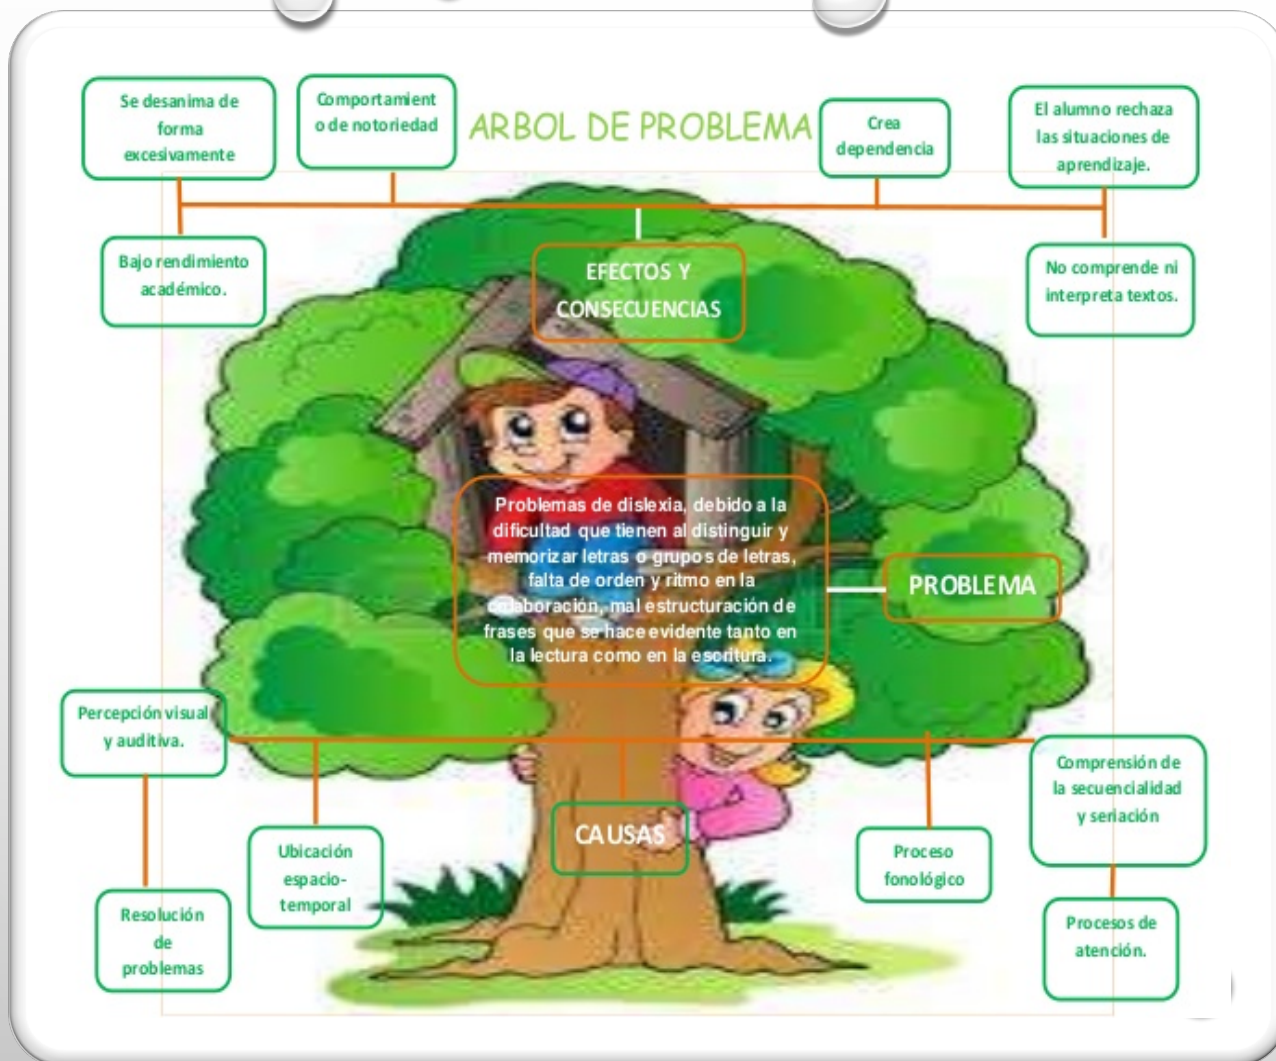 Se desanima de
forma
excesivamente
Comportamient
o de notoriedad
ARBOL DE PROBLEMA
Crea
dependencia
El alumno rechaza
las situaciones de
aprendizaje.
Bajo rendimiento
académico.
EFECTOS Y
CONSECUENCIAS
No comprende ni
interpreta textos.
Problemas de dislexia, debido a la
dificultad que tienen al distinguir y
memorizar letras o grupos de letras,
falta de orden y ritmo en la
colaboración, mal estructuración de
frases que se hace evidente tanto en
la lectura como en la escritura.
PROBLEMA
Percepción visual
y auditiva.
Ubicación
espacio-
temporal
CAUSAS
Proceso
fonológico
Comprensión de
la secuencialidad
y seriación
Resolución
de
problemas
Procesos de
atención.